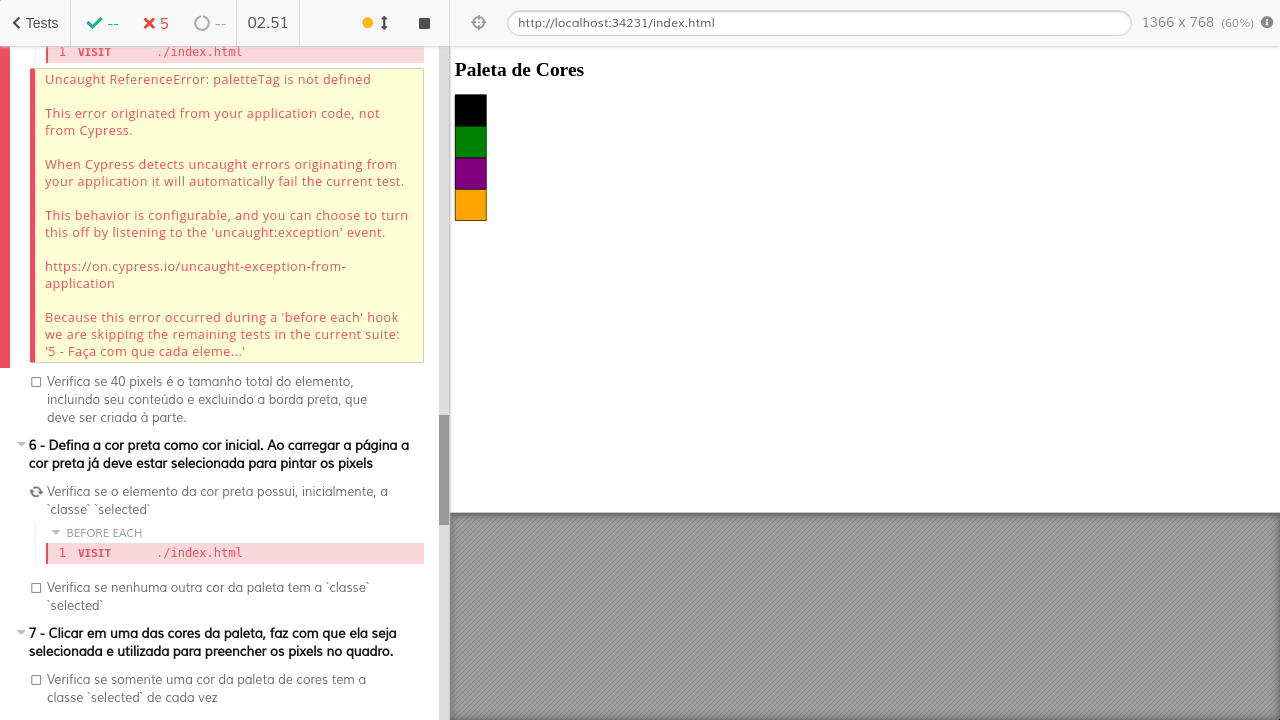 Tests
--
5
--
02.51
http://localhost:34231/index.html
1366 x 768 (60%)
1 VISIT ./index.html
Uncaught ReferenceError: paletteTag is not defined
This error originated from your application code, not
from Cypress.
When Cypress detects uncaught errors originating from
your application it will automatically fail the current test.
This behavior is configurable, and you can choose to turn
this off by listening to the 'uncaught:exception' event.
https://on.cypress.io/uncaught-exception-from-
application
Because this error occurred during a 'before each' hook
we are skipping the remaining tests in the current suite:
'5 - Faça com que cada eleme...'
Verifica se 40 pixels é o tamanho total do elemento,
incluindo seu conteúdo e excluindo a borda preta, que
deve ser criada à parte.
6 - Defina a cor preta como cor inicial. Ao carregar a página a
cor preta já deve estar selecionada para pintar os pixels
Verifica se o elemento da cor preta possui, inicialmente, a
`classe` `selected`
BEFORE EACH
1 VISIT ./index.html
Verifica se nenhuma outra cor da paleta tem a `classe`
`selected`
7 - Clicar em uma das cores da paleta, faz com que ela seja
selecionada e utilizada para preencher os pixels no quadro.
Verifica se somente uma cor da paleta de cores tem a
classe `selected` de cada vez
Paleta de Cores